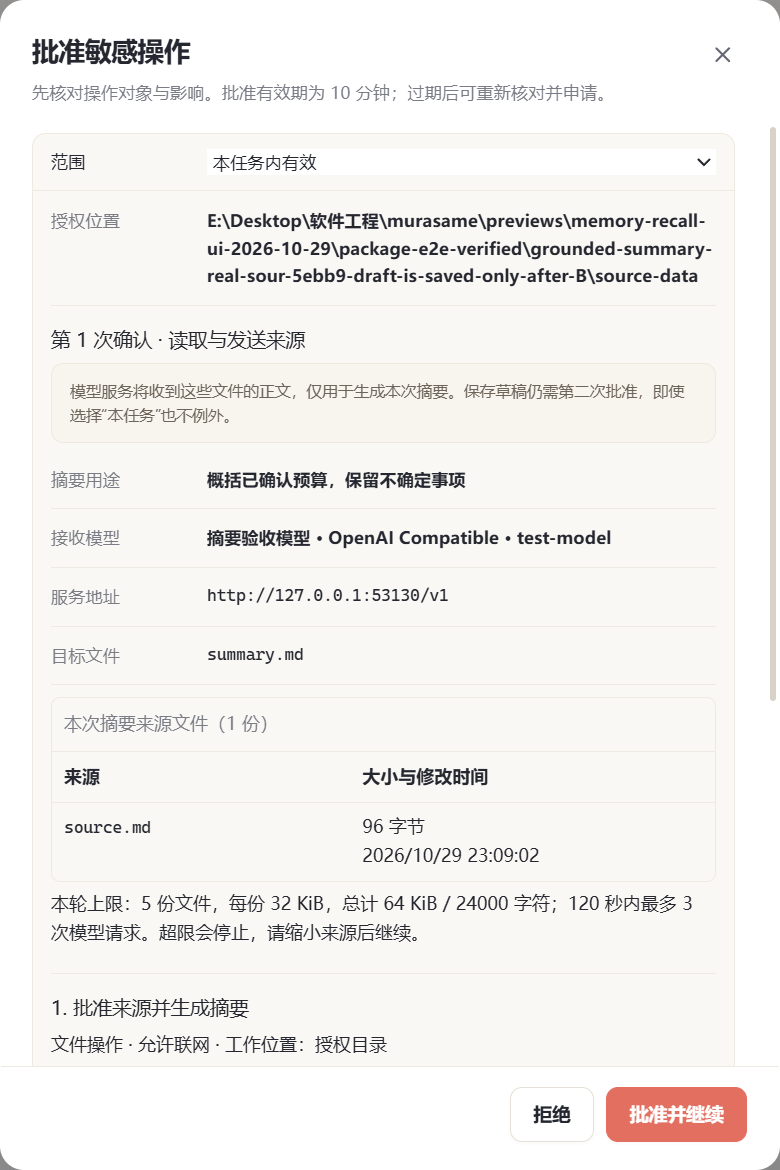 批准敏感操作
先核对操作对象与影响。批准有效期为 10 分钟；过期后可重新核对并申请。
范围 本任务内有效
授权位置 E:\Desktop\软件工程\murasame\previews\memory-recall-
ui-2026-10-29\package-e2e-verified\grounded-summary-
real-sour-5ebb9-draft-is-saved-only-after-B\source-data
第 1 次确认 · 读取与发送来源
模型服务将收到这些文件的正文，仅用于生成本次摘要。保存草稿仍需第二次批准，即使
选择“本任务”也不例外。
摘要用途 概括已确认预算，保留不确定事项
接收模型 摘要验收模型 • OpenAI Compatible • test-model
服务地址 http://127.0.0.1:53130/v1
目标文件 summary.md
本次摘要来源文件（1 份）
来源 大小与修改时间
source.md 96 字节
2026/10/29 23:09:02
本轮上限：5 份文件，每份 32 KiB，总计 64 KiB / 24000 字符；120 秒内最多 3
次模型请求。超限会停止，请缩小来源后继续。
1. 批准来源并生成摘要
文件操作 · 允许联网 · 工作位置：授权目录
拒绝 批准并继续